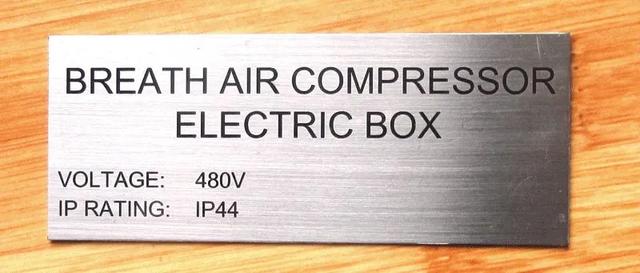 BREATH AIR COMPRESSOR
ELECTRIC BOX
VOLTAGE: 480V
IP RATING: IP44